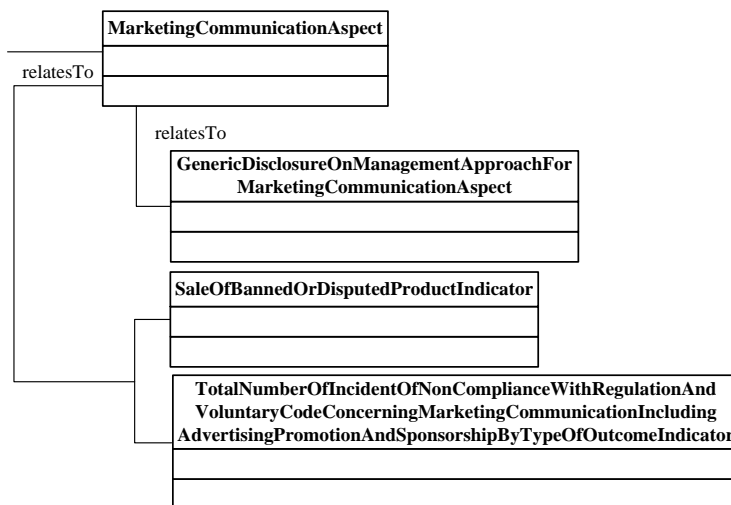 MarketingCommunicationAspect
relatesTo
relatesTo
GenericDisclosureOnManagementApproachFor
MarketingCommunicationAspect
SaleOfBannedOrDisputedProductIndicator
TotalNumberOfIncidentOfNonComplianceWithRegulationAnd
VoluntaryCodeConcerningMarketingCommunicationIncluding
AdvertisingPromotionAndSponsorshipByTypeOfOutcomeIndicator